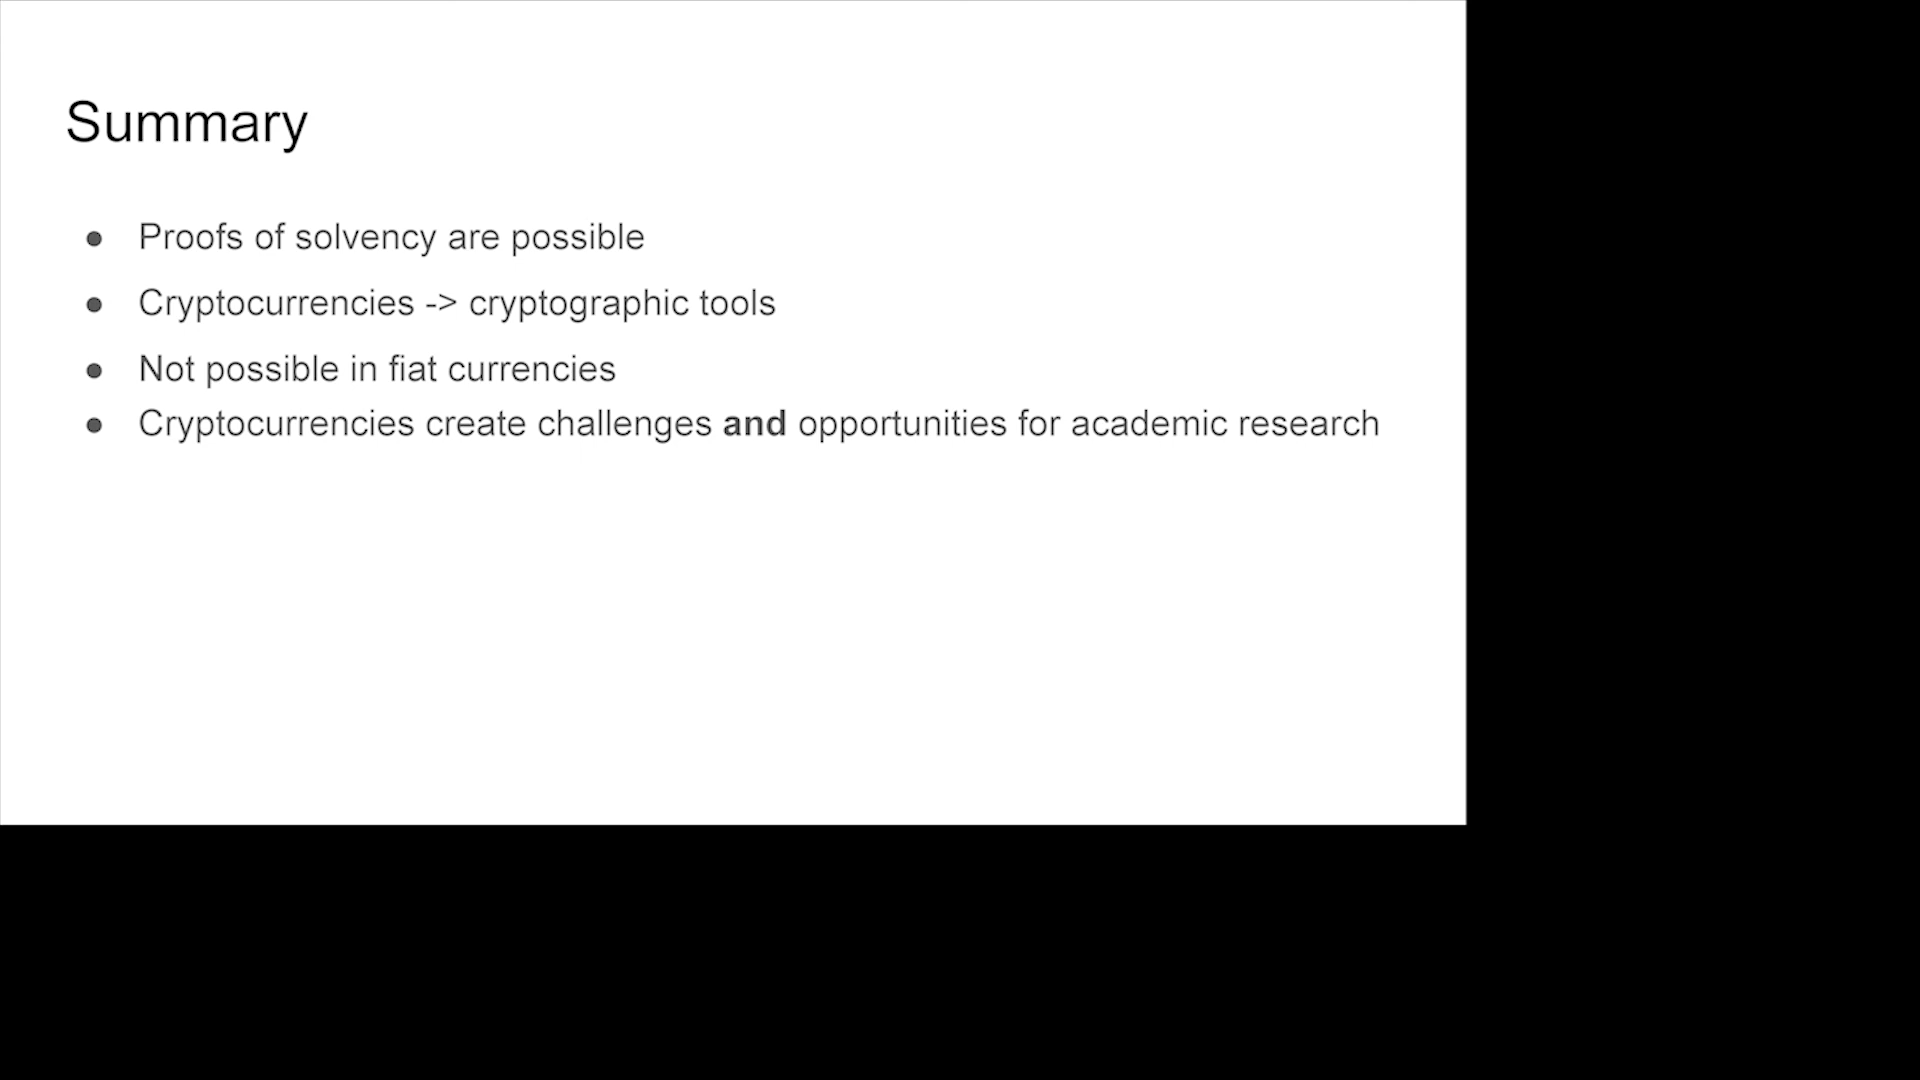 Summary
● Proofs of solvency are possible
● Cryptocurrencies -> cryptographic tools
● Not possible in fiat currencies
● Cryptocurrencies create challenges and opportunities for academic research